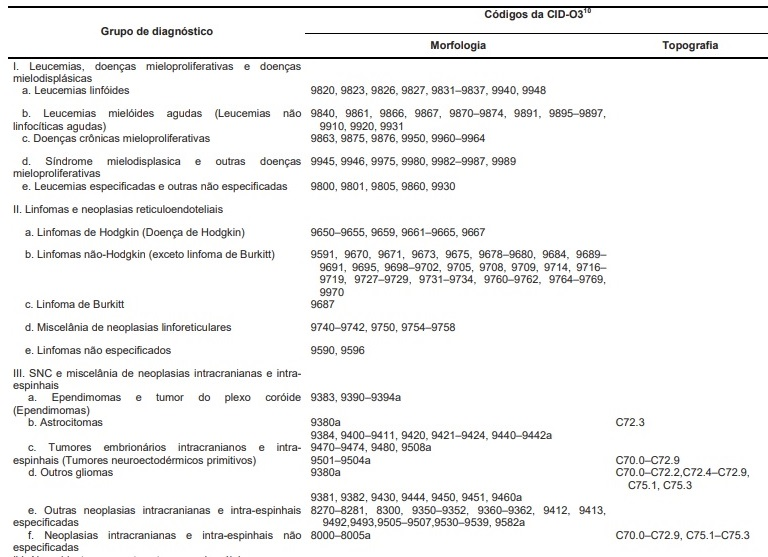 Códigos da CID-O3¹⁰
Grupo de diagnóstico
Morfologia Topografia
I. Leucemias, doenças mieloproliferativas e doenças
mielodisplásicas
a. Leucemias linfóides 9820, 9823, 9826, 9827, 9831–9837, 9940, 9948
b. Leucemias mielóides agudas (Leucemias não 9840, 9861, 9866, 9867, 9870–9874, 9891, 9895–9897,
linfocíticas agudas) 9910, 9920, 9931
c. Doenças crônicas mieloproliferativas 9863, 9875, 9876, 9950, 9960–9964
d. Síndrome mielodisplasica e outras doenças 9945, 9946, 9975, 9980, 9982–9987, 9989
mieloproliferativas
e. Leucemias especificadas e outras não especificadas 9800, 9801, 9805, 9860, 9930
II. Linfomas e neoplasias reticuloendoteliais
a. Linfomas de Hodgkin (Doença de Hodgkin) 9650–9655, 9659, 9661–9665, 9667
b. Linfomas não-Hodgkin (exceto linfoma de Burkitt) 9591, 9670, 9671, 9673, 9675, 9678–9680, 9684, 9689–
9691, 9695, 9698–9702, 9705, 9708, 9709, 9714, 9716–
9719, 9727–9729, 9731–9734, 9760–9762, 9764–9769,
9970
c. Linfoma de Burkitt 9687
d. Miscelânia de neoplasias linforeticulares 9740–9742, 9750, 9754–9758
e. Linfomas não especificados 9590, 9596
III. SNC e miscelânia de neoplasias intracranianas e intra-
espinhais
a. Ependimomas e tumor do plexo coróide 9383, 9390–9394a
(Ependimomas)
b. Astrocitomas 9380a C72.3
9384, 9400–9411, 9420, 9421–9424, 9440–9442a
c. Tumores embrionários intracranianos e intra- 9470–9474, 9480, 9508a
espinhais (Tumores neuroectodérmicos primitivos) 9501–9504a C70.0–C72.9
d. Outros gliomas 9380a C70.0–C72.2,C72.4–C72.9,
C75.1, C75.3
9381, 9382, 9430, 9444, 9450, 9451, 9460a
e. Outras neoplasias intracranianas e intra-espinhais 8270–8281, 8300, 9350–9352, 9360–9362, 9412, 9413,
especificadas 9492,9493,9505–9507,9530–9539, 9582a
f. Neoplasias intracranianas e intra-espinhais não 8000–8005a C70.0–C72.9, C75.1–C75.3
especificadas